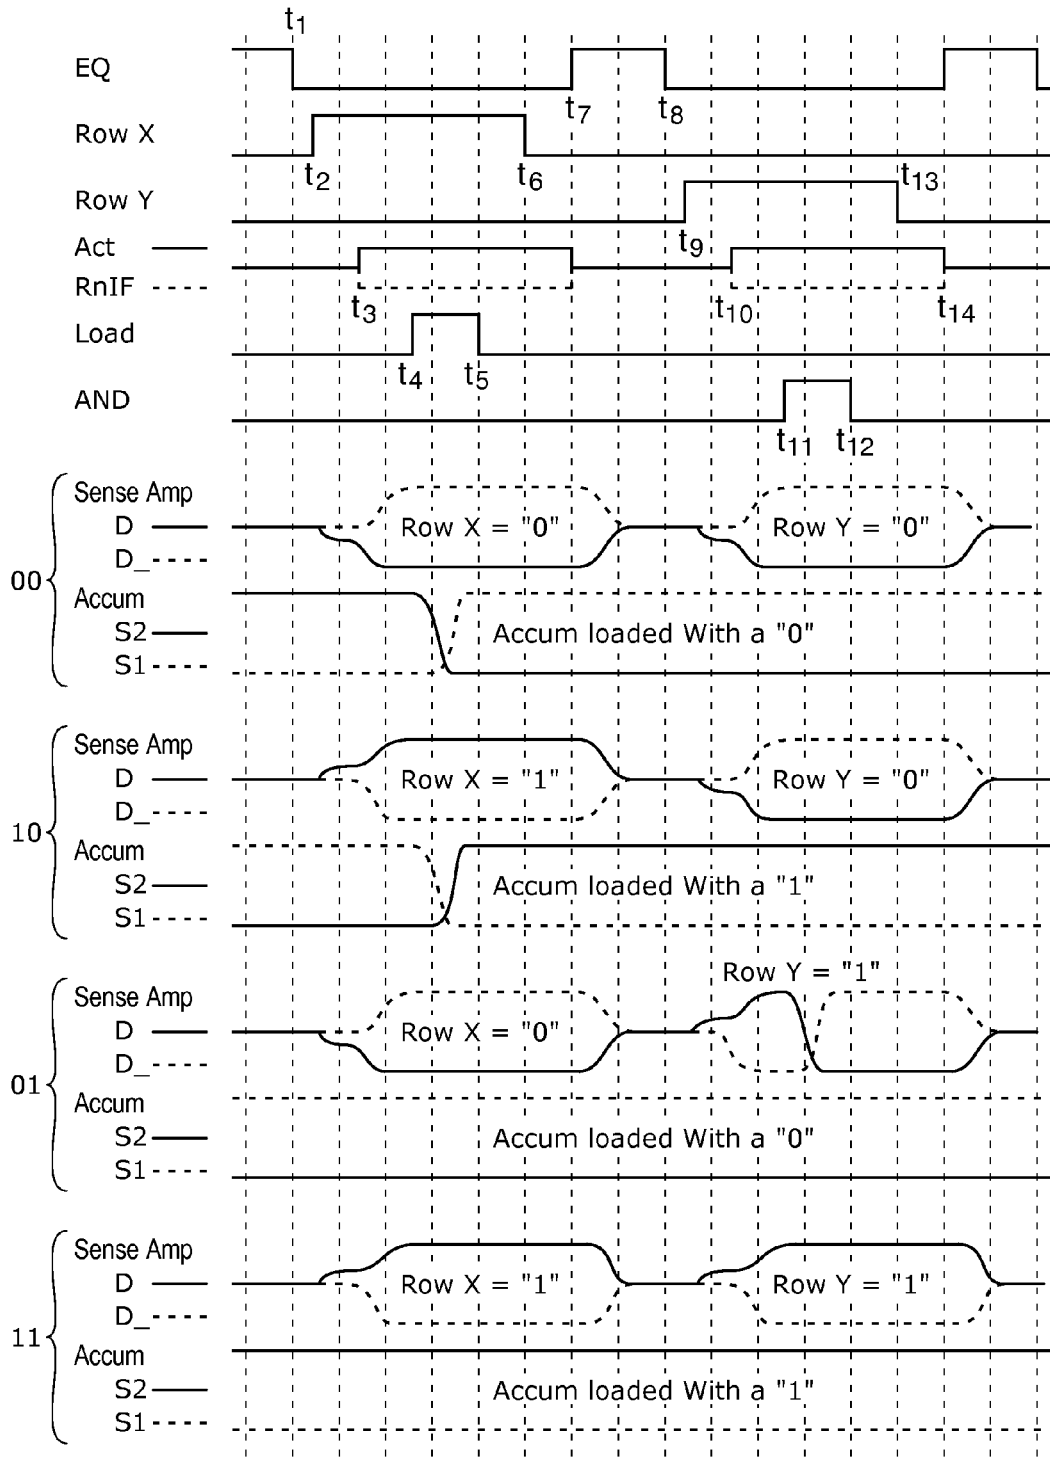 t1
EQ
t7 t8
Row X
t2 t6 t13
Row Y
t9
Act
RnIF
t3 t10 t14
Load
t4 t5
AND
t11 t12
00
Sense Amp
D Row X = "0" Row Y = "0"
D_
Accum
S2 Accum loaded With a "0"
S1
10
Sense Amp
D Row X = "1" Row Y = "0"
D_
Accum
S2 Accum loaded With a "1"
S1
01
Row Y = "1"
Sense Amp
D Row X = "0"
D_
Accum
S2 Accum loaded With a "0"
S1
11
Sense Amp
D Row X = "1" Row Y = "1"
D_
Accum
S2 Accum loaded With a "1"
S1